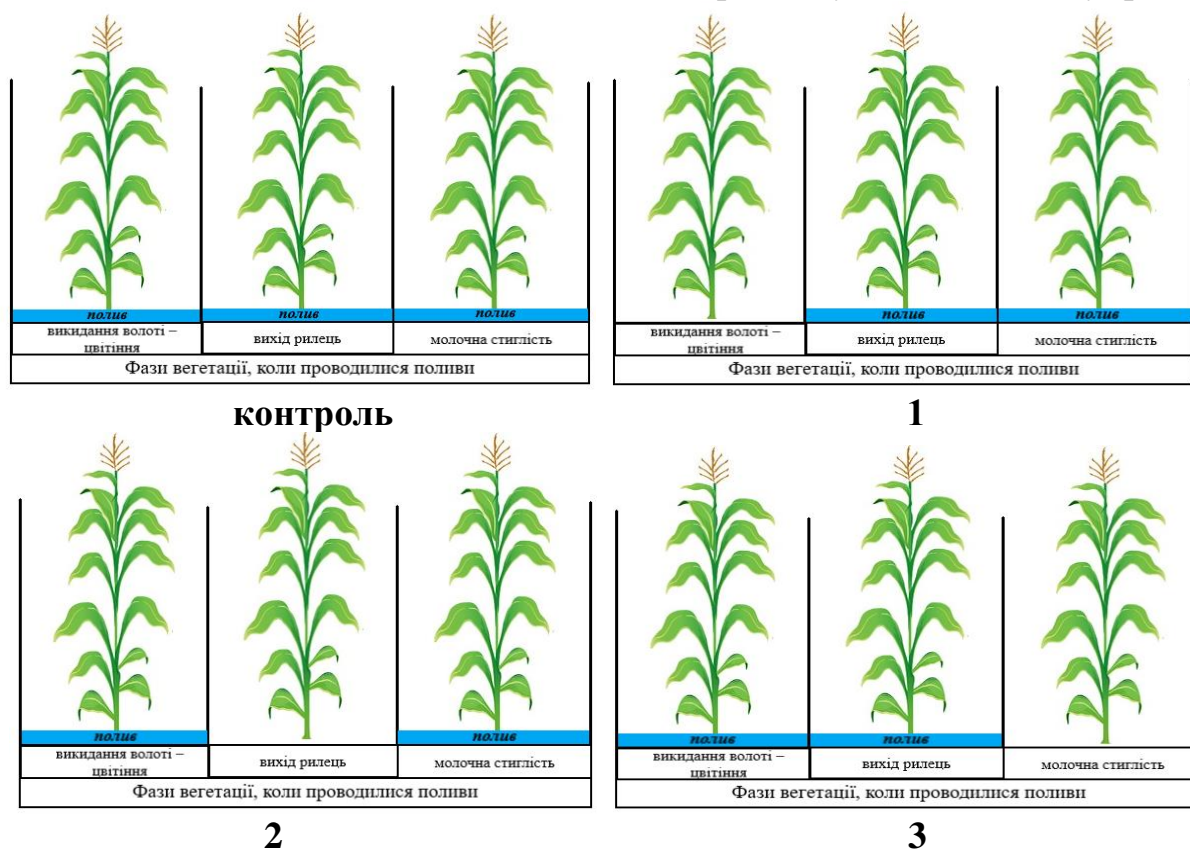 полив полив полив
викидання волоті –
цвітіння
вихід рилець
молочна стиглість
Фази вегетації, коли проводилися поливи
контроль
полив полив
викидання волоті –
цвітіння
вихід рилець
молочна стиглість
Фази вегетації, коли проводилися поливи
1
полив полив
викидання волоті –
цвітіння
вихід рилець
молочна стиглість
Фази вегетації, коли проводилися поливи
2
полив полив
викидання волоті –
цвітіння
вихід рилець
молочна стиглість
Фази вегетації, коли проводилися поливи
3